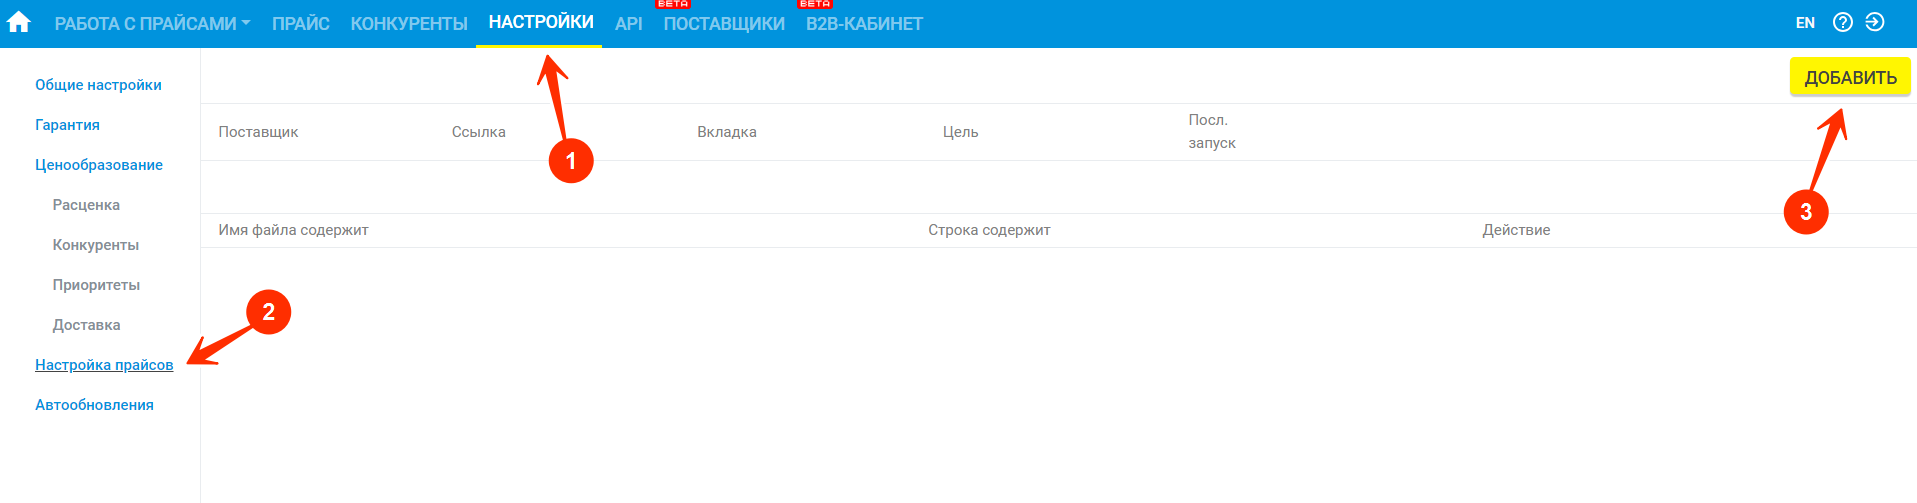 BETA BETA
РАБОТА С ПРАЙСАМИ ПРАЙС КОНКУРЕНТЫ НАСТРОЙКИ API ПОСТАВЩИКИ B2B-КАБИНЕТ EN
ДОБАВИТЬ
Общие настройки
Гарантия
Ценообразование
Расценка
Конкуренты
Приоритеты
Доставка
Настройка прайсов
Автообновления
Поставщик Ссылка Вкладка Цель Посл.
запуск
1
3
Имя файла содержит Строка содержит Действие
2